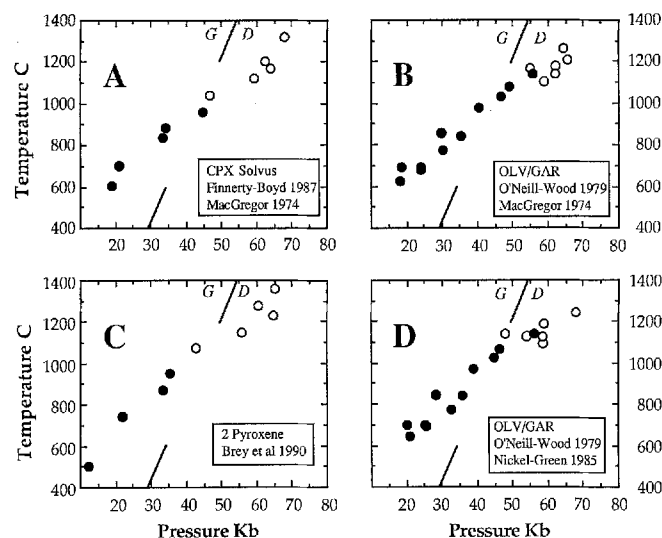 1400
1200
1000
800
600
400
Temperature C
A
G D
CPX Solvus
Finnerty-Boyd 1987
MacGregor 1974
20 30 40 50 60 70 80
B
G D
OLV/GAR
O'Neill-Wood 1979
MacGregor 1974
1400
1200
1000
800
600
400
20 30 40 50 60 70 80
1400
1200
1000
800
600
400
Temperature C
C
G D
2 Pyroxene
Brey et al 1990
20 30 40 50 60 70 80
Pressure Kb
D
G D
OLV/GAR
O'Neill-Wood 1979
Nickel-Green 1985
1400
1200
1000
800
600
400
10 20 30 40 50 60 70 80
Pressure Kb